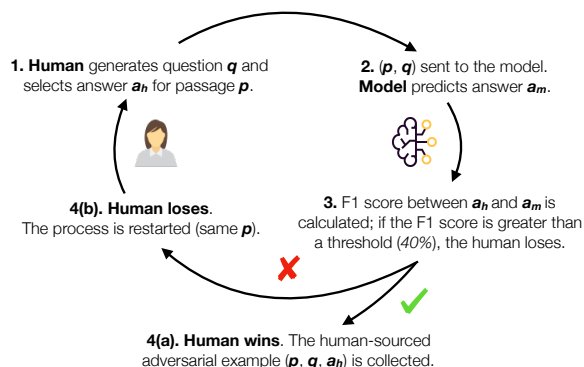 1. Human generates question q and
selects answer ah for passage p.
2. (p, q) sent to the model.
Model predicts answer am.
3. F1 score between ah and am is
calculated; if the F1 score is greater than
a threshold (40%), the human loses.
4(b). Human loses.
The process is restarted (same p).
4(a). Human wins. The human-sourced
adversarial example (p, q, ah) is collected.